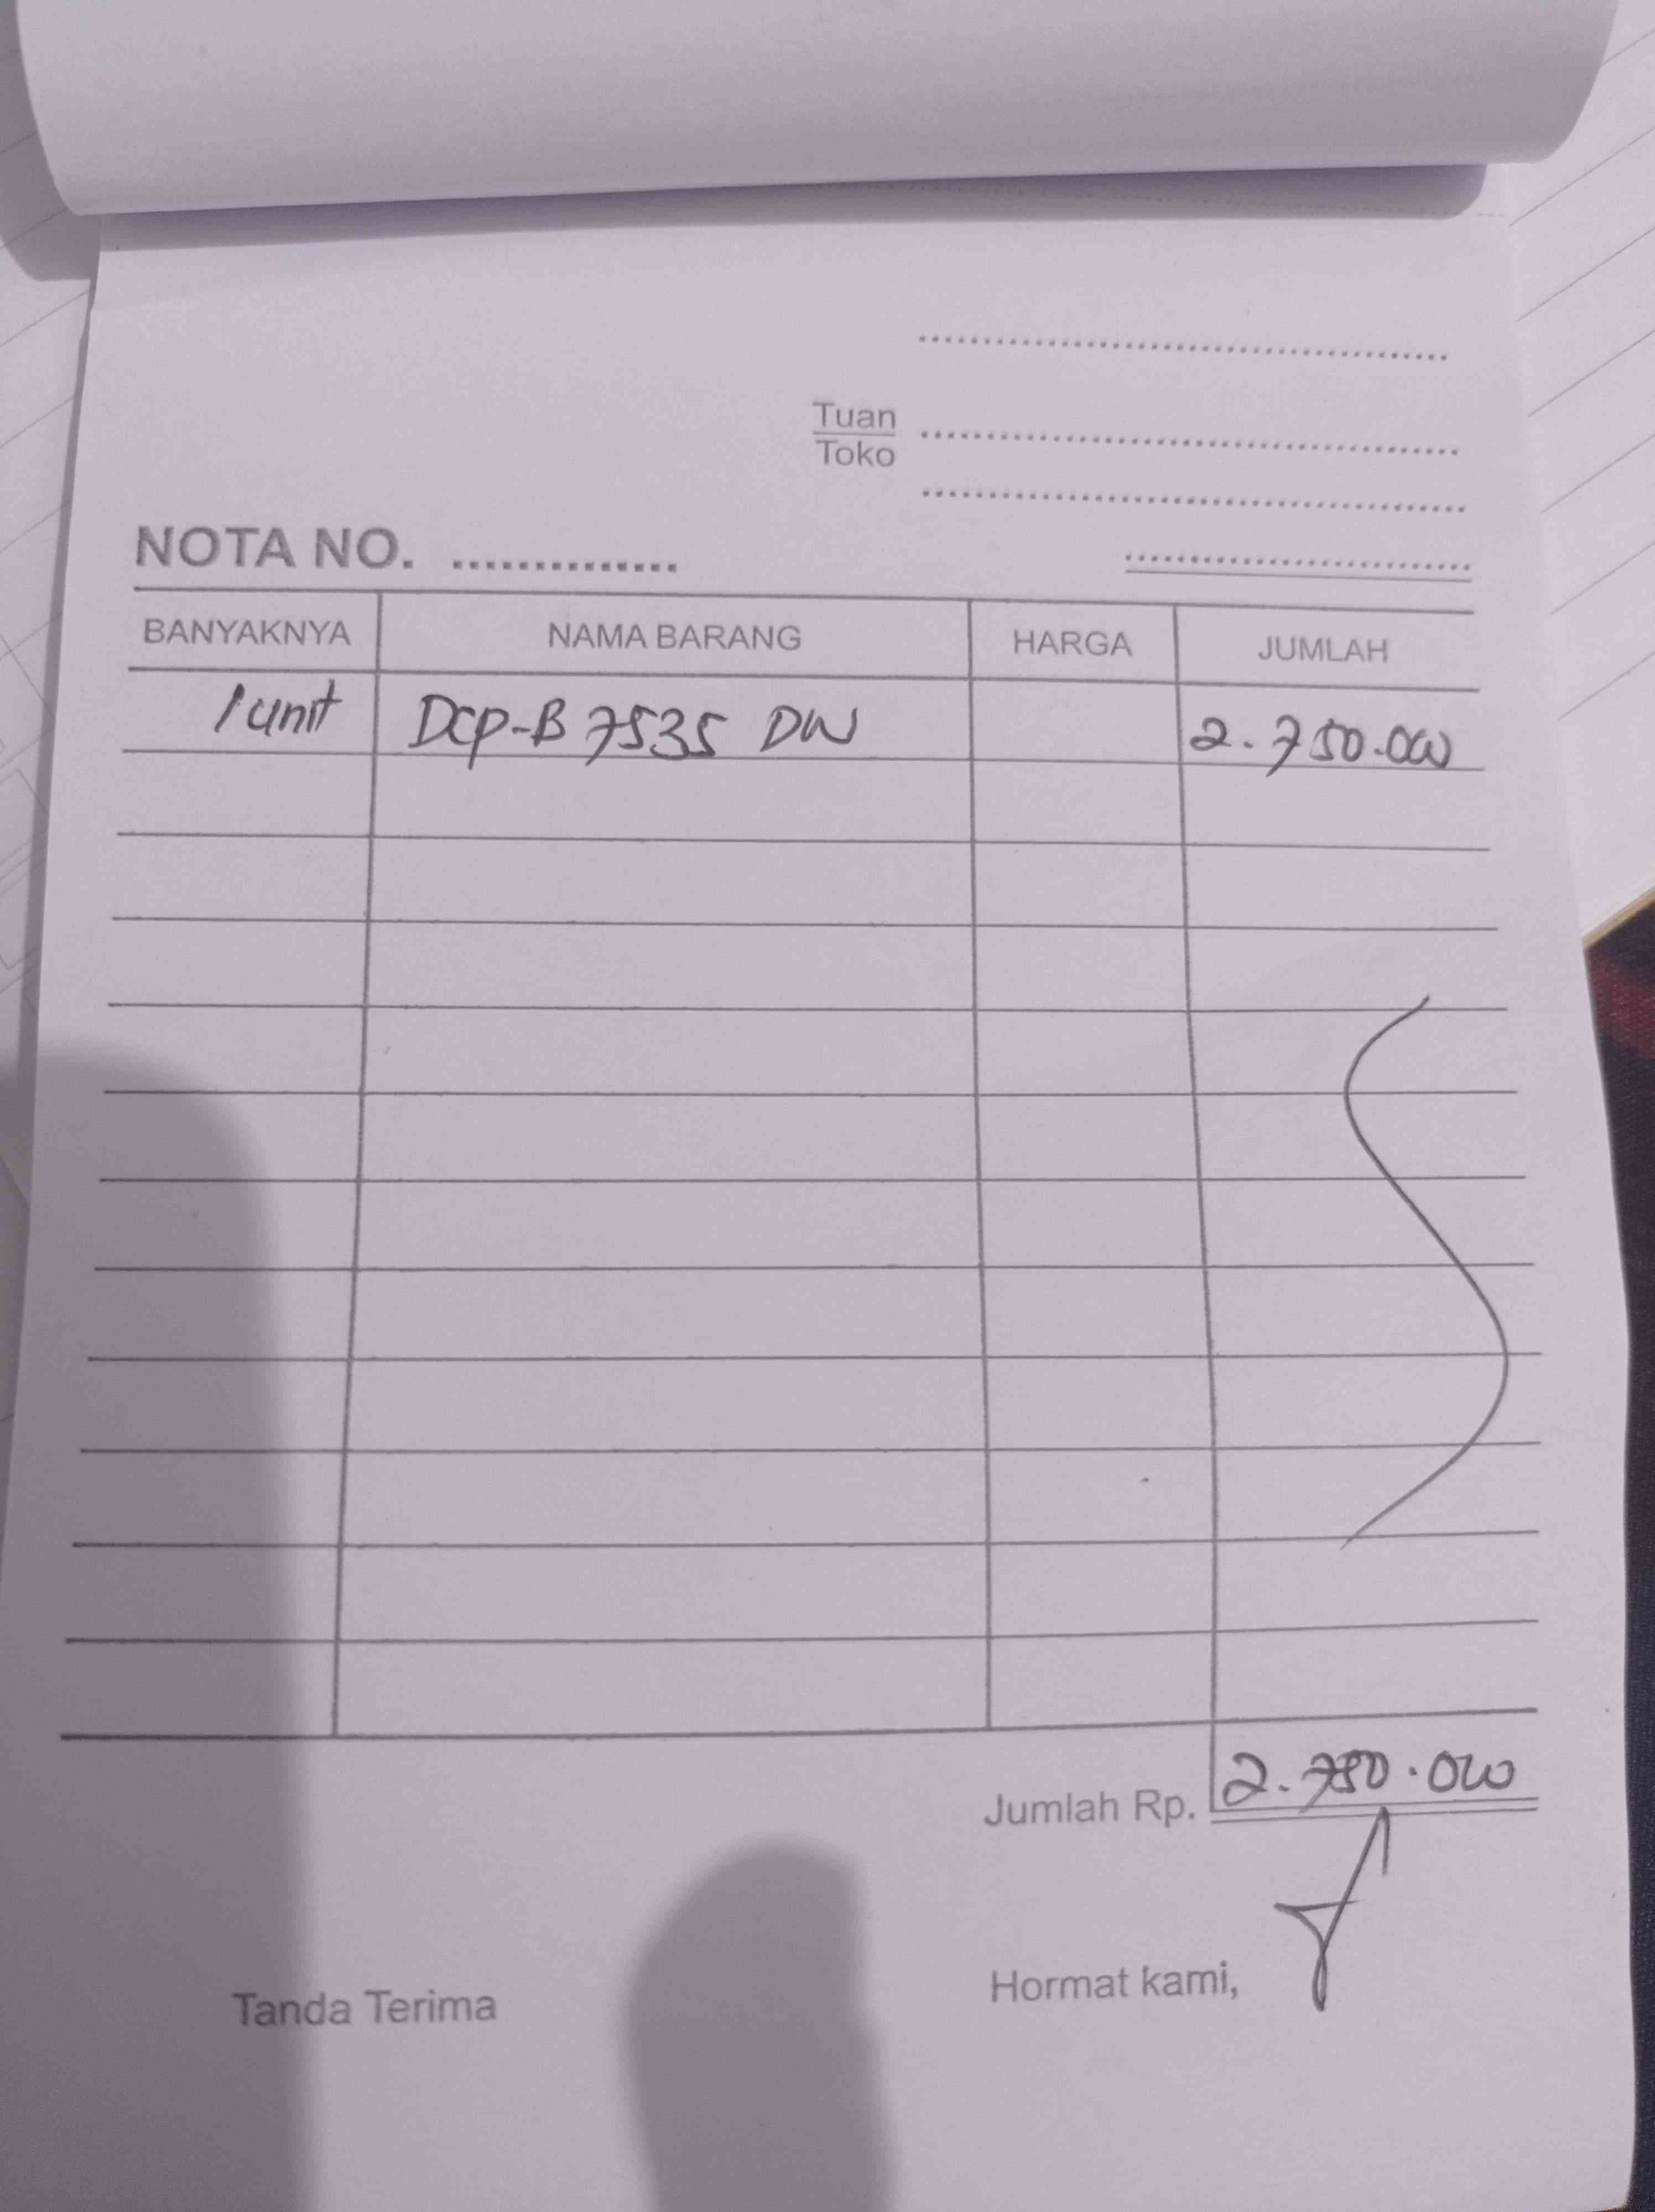 Tuan
Toko
NOTA NO. ..............
BANYAKNYA NAMA BARANG HARGA JUMLAH
1 unit DCP-B 7535 DW 2.750.000
Jumlah Rp. 2.750.000
Tanda Terima Hormat kami,